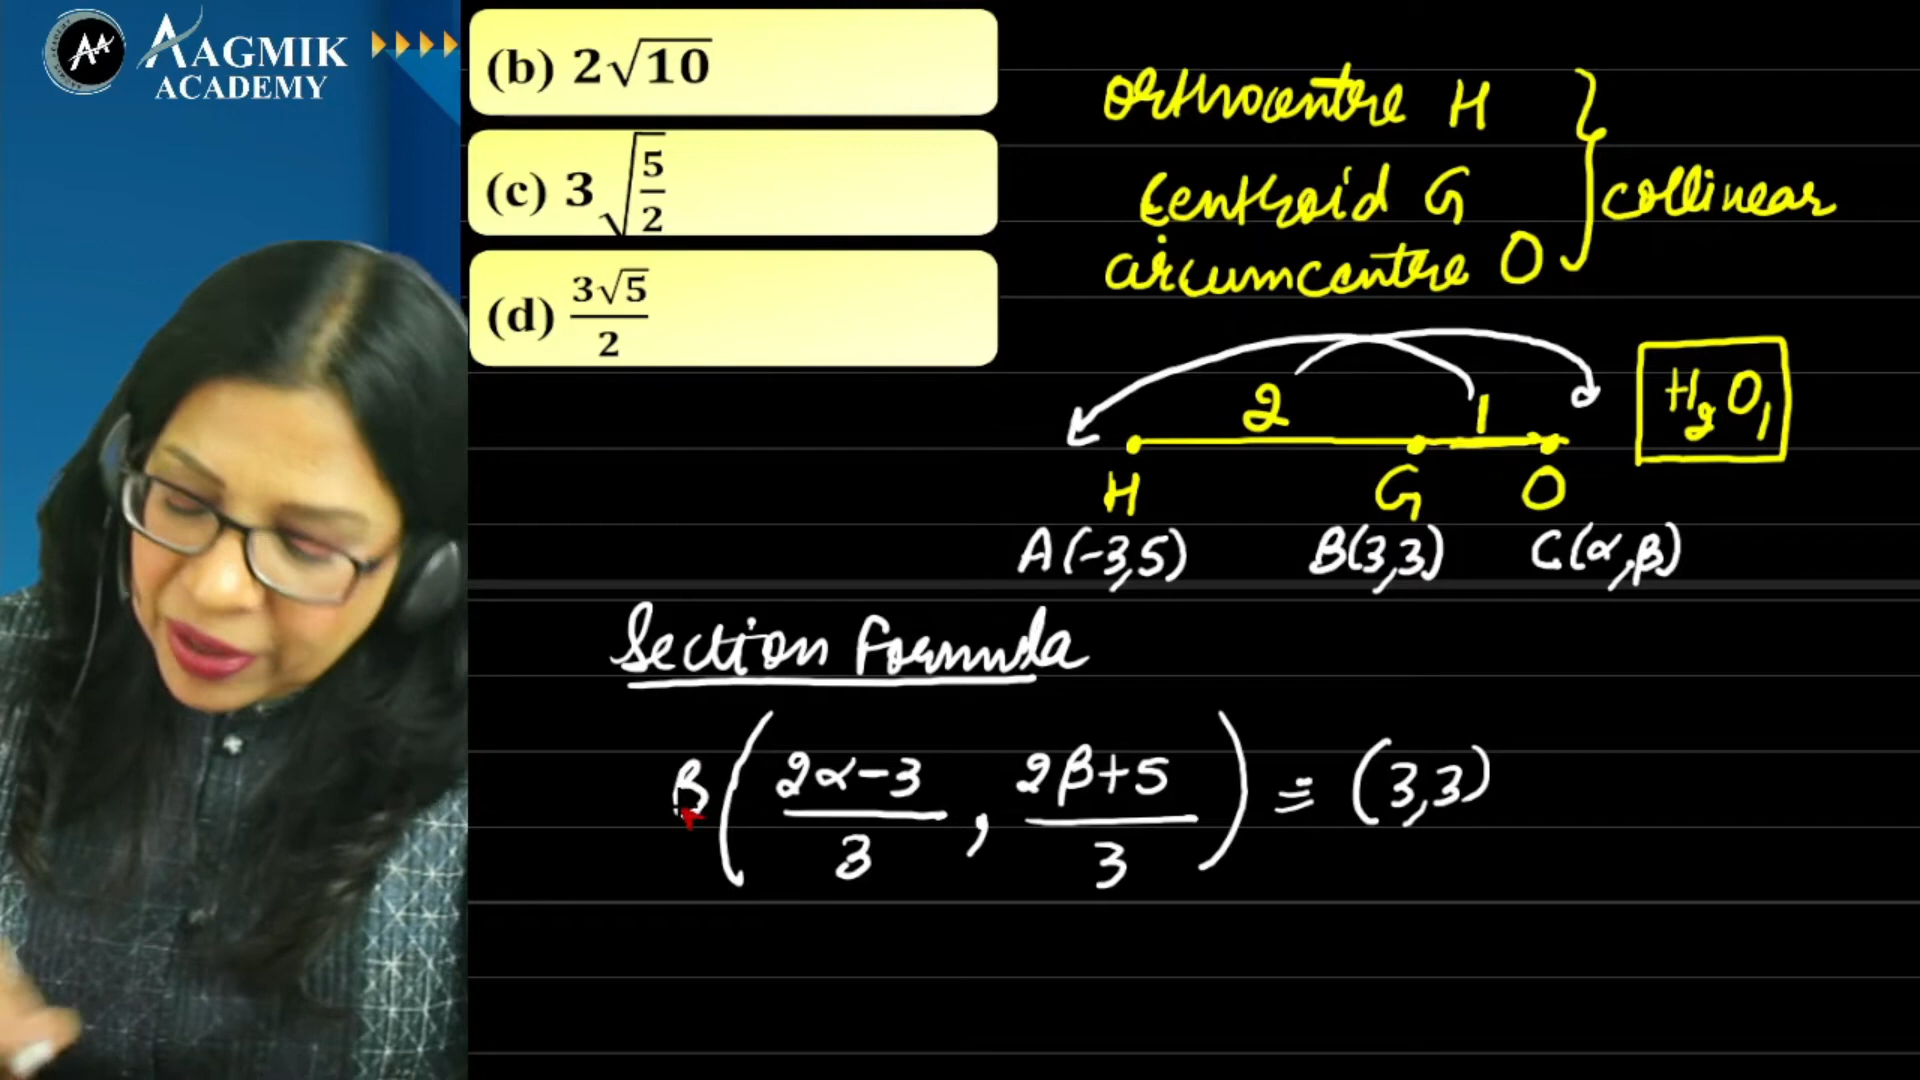 AAGMIK
ACADEMY
(b) 2√10
(c) 3√(5/2)
(d) 3√5/2
Orthocentre H
Centroid G
circumcentre O
collinear
2 1
H G O
H₂O₁
A(-3,5) B(3,3) C(α,β)
Section Formula
B( (2α-3)/3 , (2β+5)/3 ) ≡ (3,3)